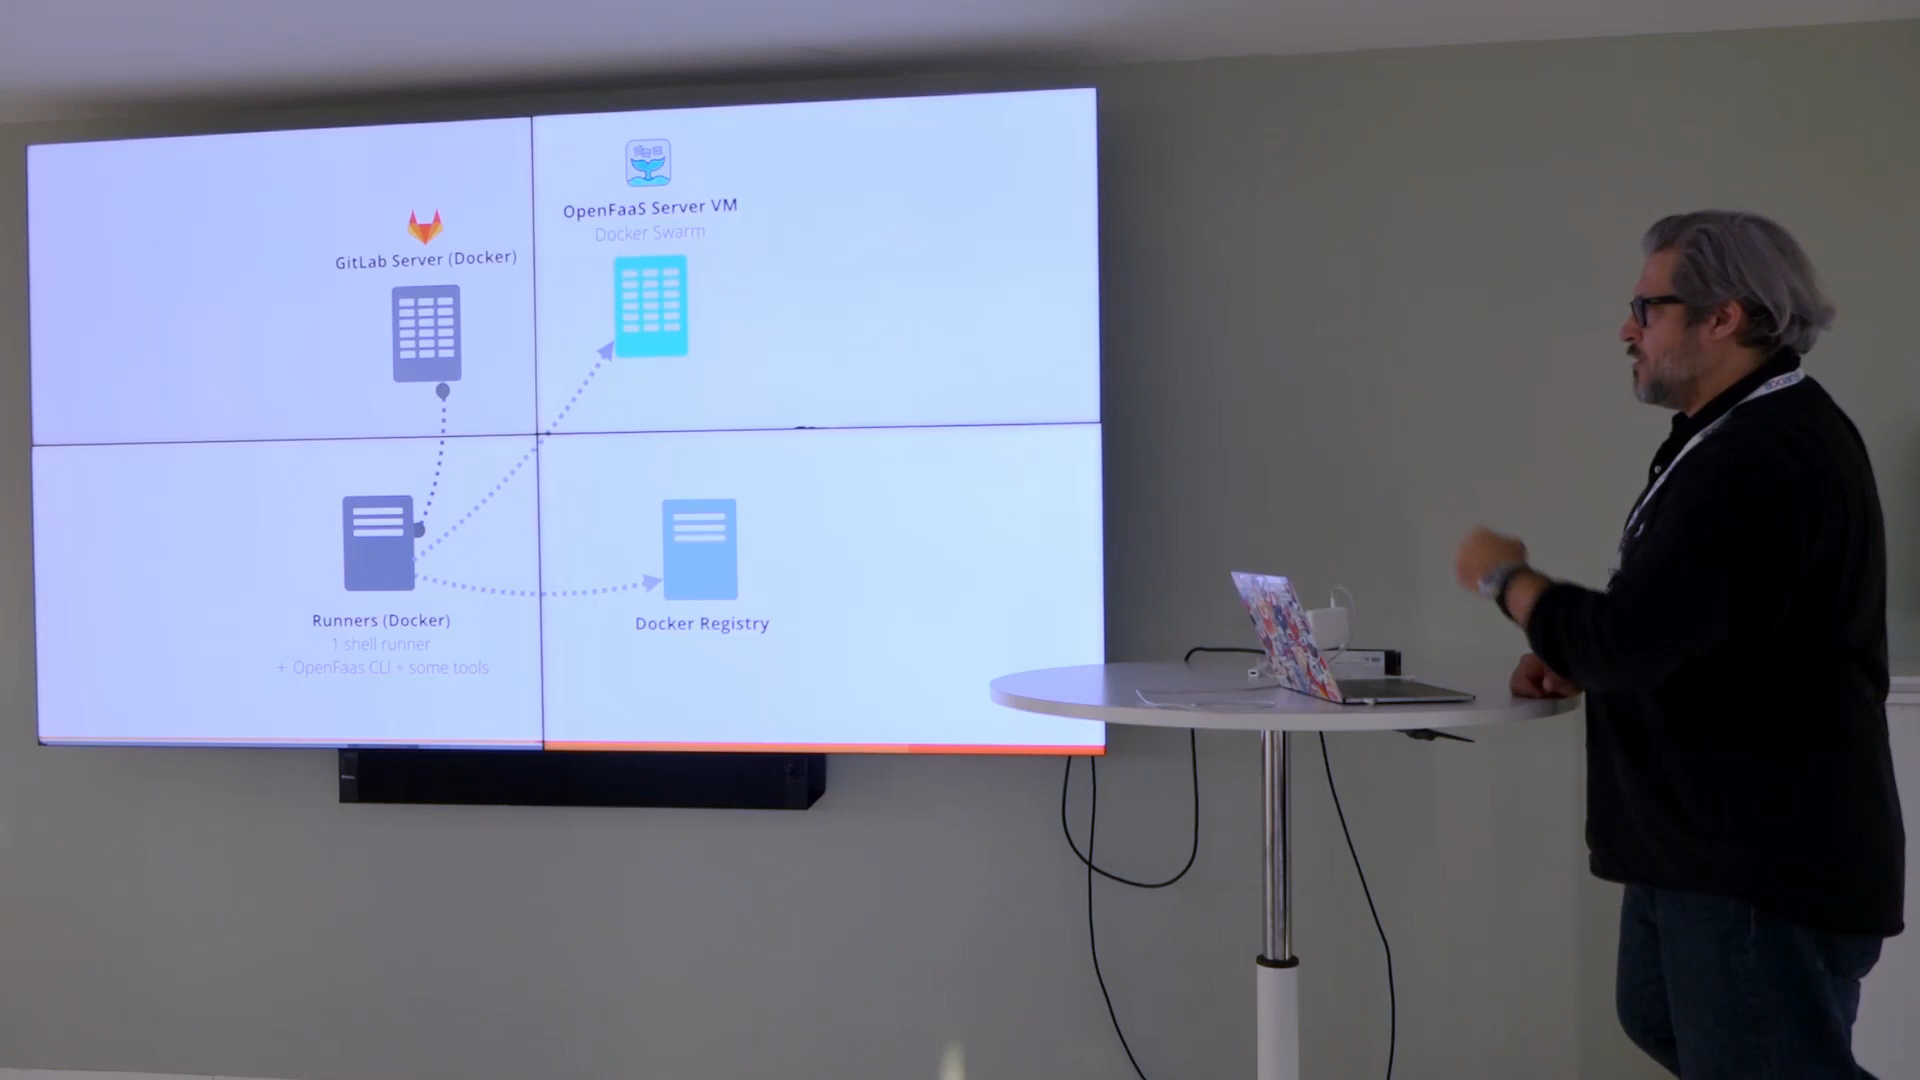 OpenFaaS Server VM
Docker Swarm
GitLab Server (Docker)
Runners (Docker)
1 shell runner
+ OpenFaas CLI + some tools
Docker Registry